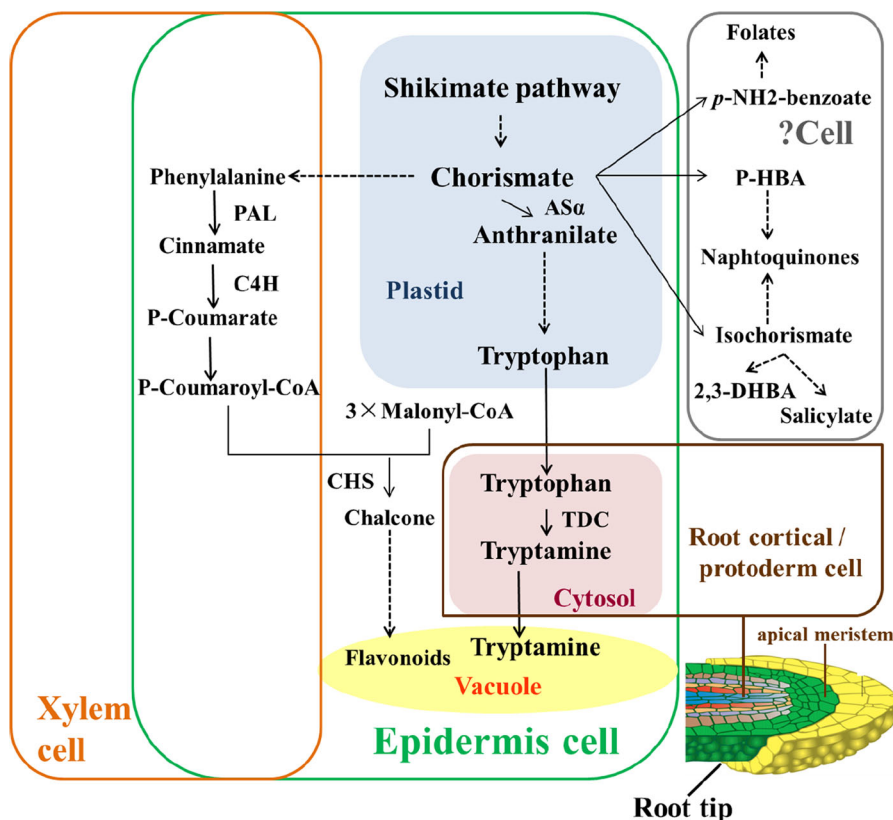 Folates
Shikimate pathway
p-NH2-benzoate
?Cell
Phenylalanine
Chorismate
P-HBA
PAL
ASα
Cinnamate
Anthranilate
Naphtoquinones
C4H
Plastid
P-Coumarate
Isochorismate
Tryptophan
P-Coumaroyl-CoA
2,3-DHBA
3×Malonyl-CoA
Salicylate
CHS
Tryptophan
Chalcone
TDC
Root cortical /
protoderm cell
Tryptamine
Cytosol
apical meristem
Flavonoids
Tryptamine
Vacuole
Xylem
cell
Epidermis cell
Root tip